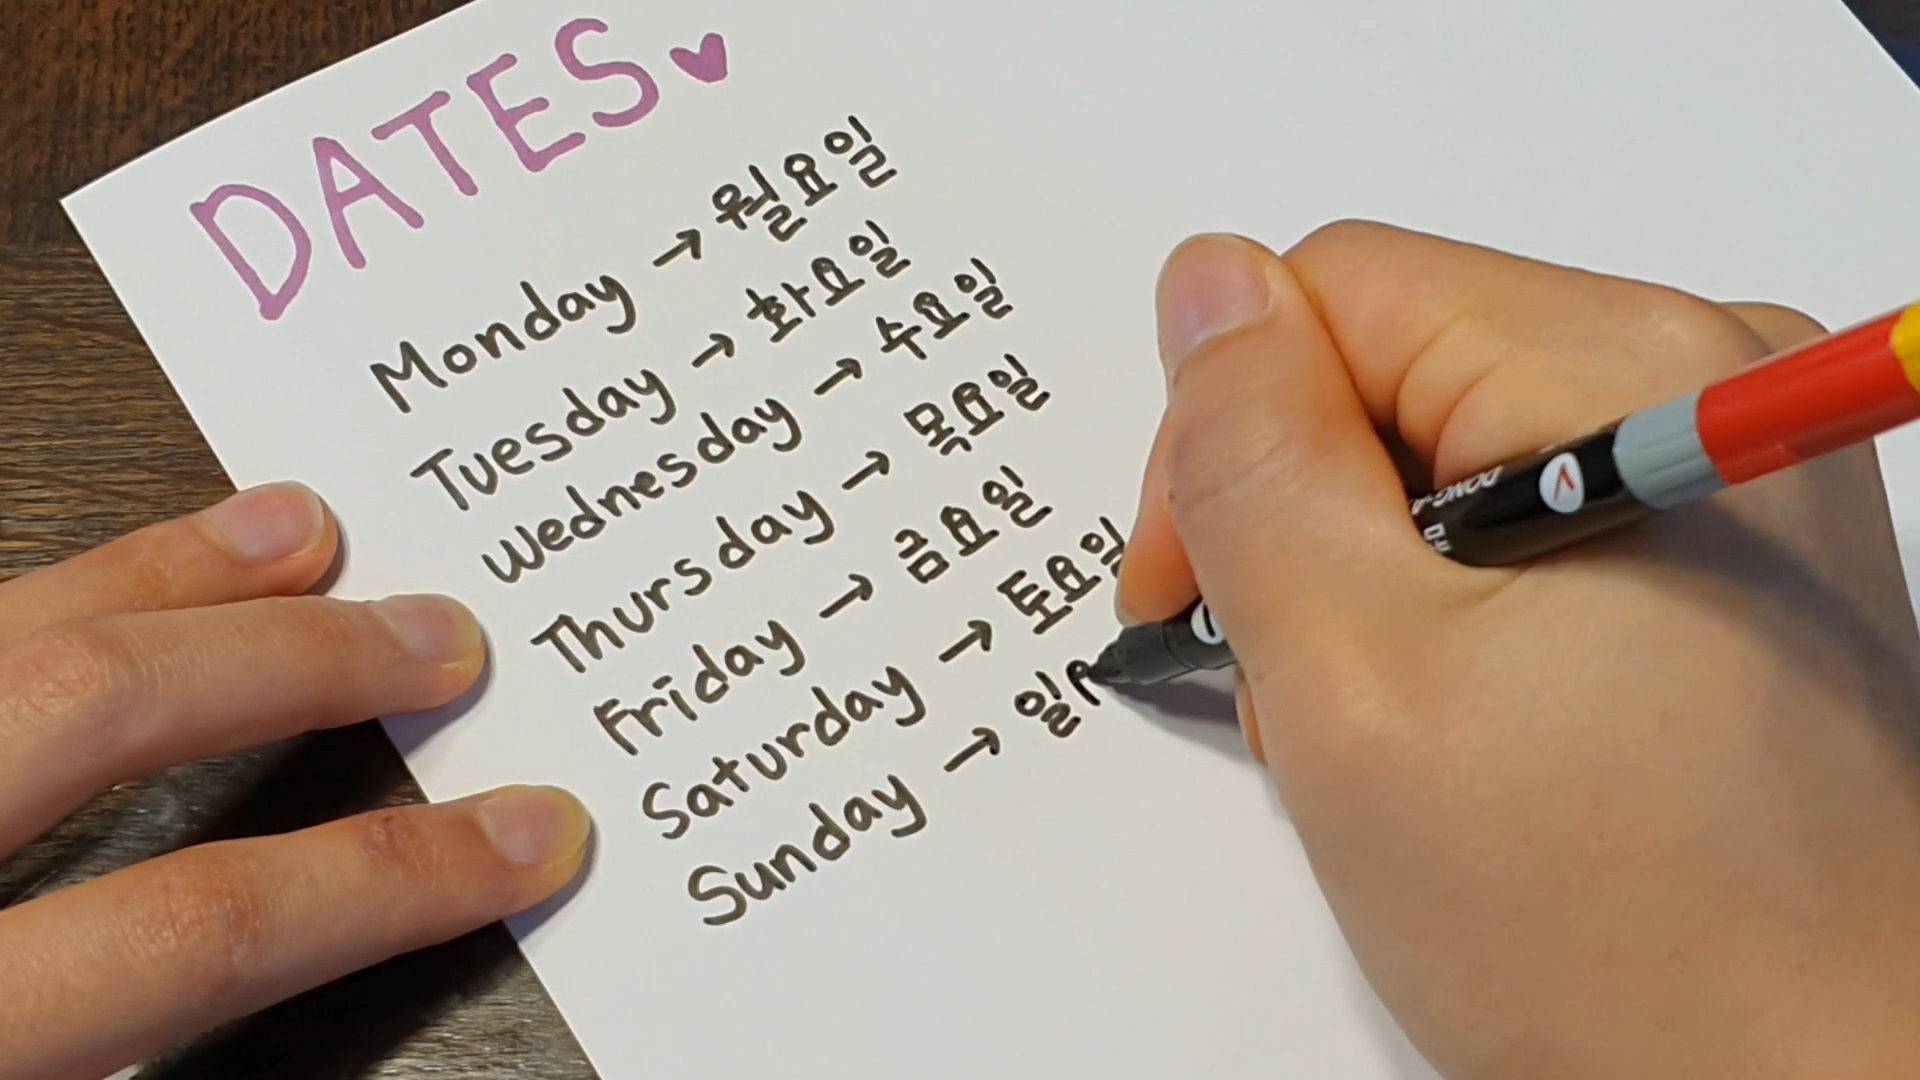 DATES
Monday → 월요일
Tuesday → 화요일
Wednesday → 수요일
Thursday → 목요일
Friday → 금요일
Saturday → 토요일
Sunday → 일
DONG-A